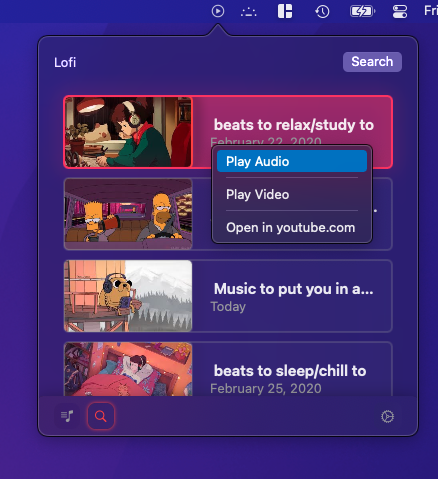 Fri
Lofi
Search
beats to relax/study to
February 22, 2020
Play Audio
Play Video
Open in youtube.com
Music to put you in a...
Today
beats to sleep/chill to
February 25, 2020